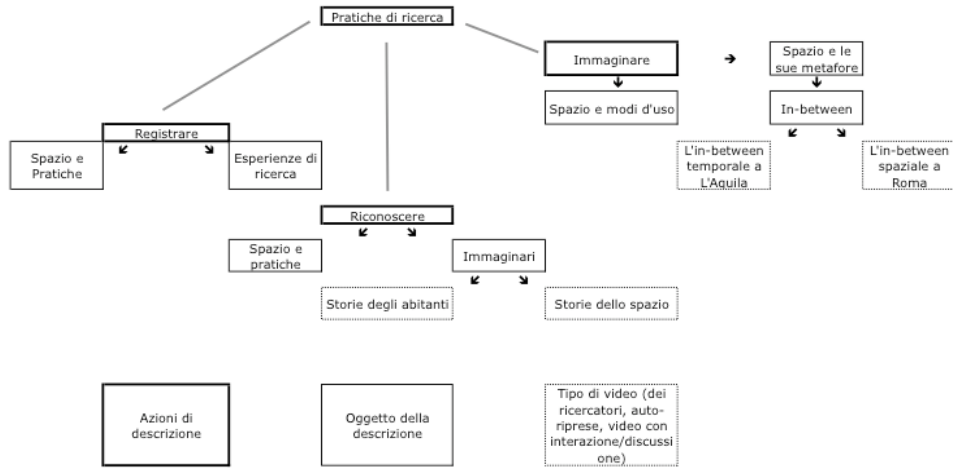 Pratiche di ricerca
Immaginare
Spazio e le
sue metafore
Spazio e modi d'uso
In-between
Registrare
Spazio e
Pratiche
Esperienze di
ricerca
L'in-between
temporale a
L'Aquila
L'in-between
spaziale a
Roma
Riconoscere
Spazio e
pratiche
Immaginari
Storie degli abitanti
Storie dello spazio
Azioni di
descrizione
Oggetto della
descrizione
Tipo di video (dei
ricercatori, auto-
riprese, video con
interazione/discussi
one)